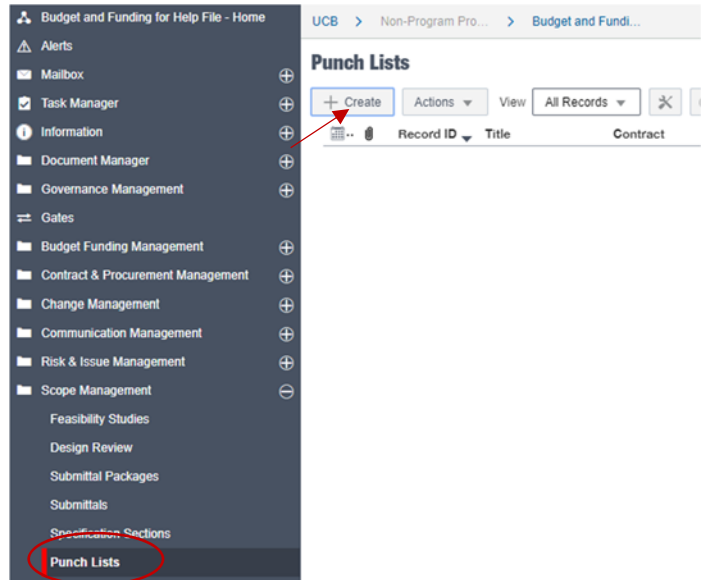 Budget and Funding for Help File - Home
Alerts
Mailbox
Task Manager
Information
Document Manager
Governance Management
Gates
Budget Funding Management
Contract & Procurement Management
Change Management
Communication Management
Risk & Issue Management
Scope Management
Feasibility Studies
Design Review
Submittal Packages
Submittals
Specification Sections
Punch Lists
UCB > Non-Program Pro... > Budget and Fundi...
Punch Lists
+ Create Actions View All Records
.. Record ID Title Contract